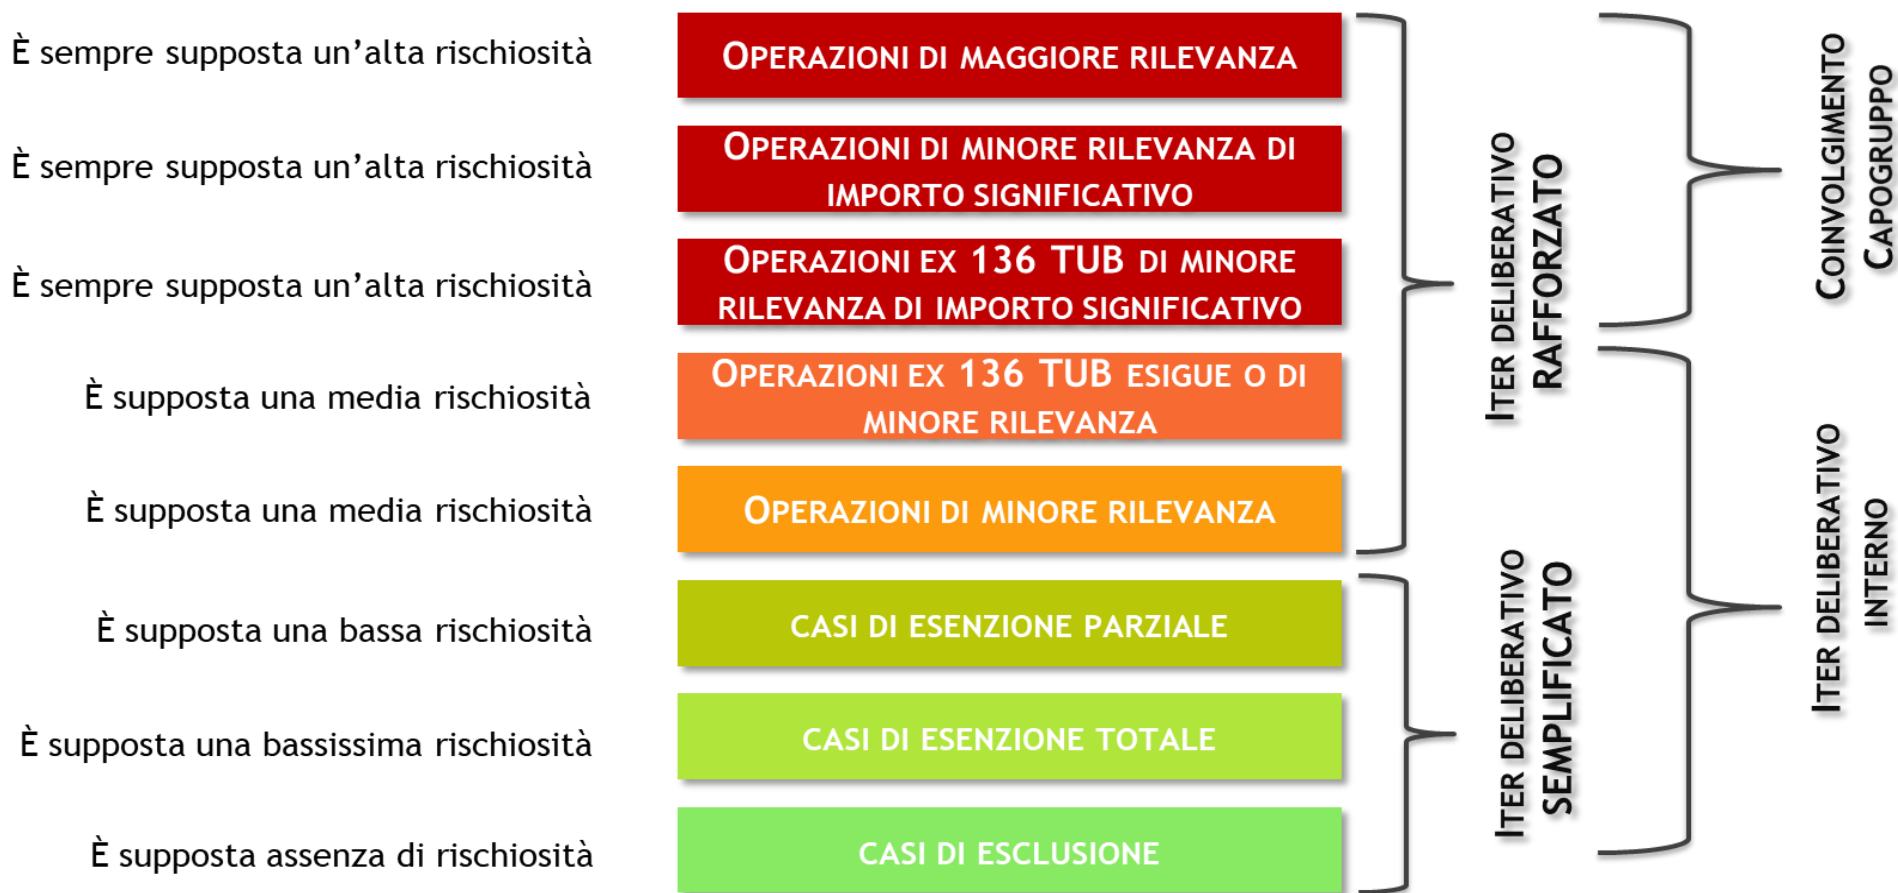 È sempre supposta un'alta rischiosità
OPERAZIONI DI MAGGIORE RILEVANZA
È sempre supposta un'alta rischiosità
OPERAZIONI DI MINORE RILEVANZA DI
IMPORTO SIGNIFICATIVO
È sempre supposta un'alta rischiosità
OPERAZIONI EX 136 TUB DI MINORE
RILEVANZA DI IMPORTO SIGNIFICATIVO
È supposta una media rischiosità
OPERAZIONI EX 136 TUB ESIGUE O DI
MINORE RILEVANZA
È supposta una media rischiosità
OPERAZIONI DI MINORE RILEVANZA
È supposta una bassa rischiosità
CASI DI ESENZIONE PARZIALE
È supposta una bassissima rischiosità
CASI DI ESENZIONE TOTALE
È supposta assenza di rischiosità
CASI DI ESCLUSIONE
ITER DELIBERATIVO
RAFFORZATO
ITER DELIBERATIVO
SEMPLIFICATO
COINVOLGIMENTO
CAPOGRUPPO
ITER DELIBERATIVO
INTERNO